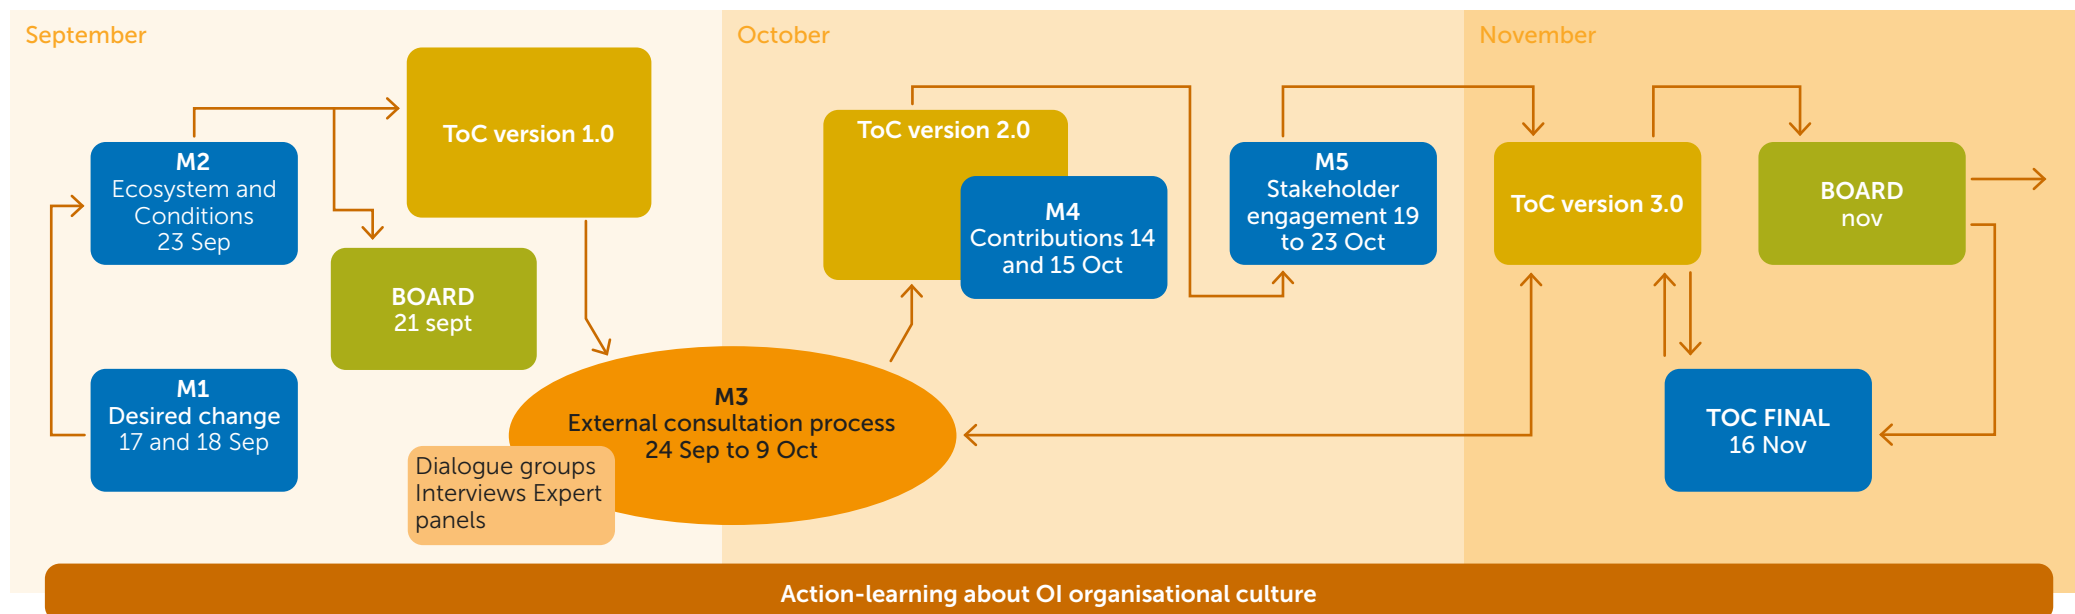 September
October
November
ToC version 1.0
M2
Ecosystem and
Conditions
23 Sep
BOARD
21 sept
M1
Desired change
17 and 18 Sep
M3
External consultation process
24 Sep to 9 Oct
Dialogue groups
Interviews Expert
panels
ToC version 2.0
M4
Contributions 14
and 15 Oct
M5
Stakeholder
engagement 19
to 23 Oct
ToC version 3.0
BOARD
nov
TOC FINAL
16 Nov
Action-learning about OI organisational culture